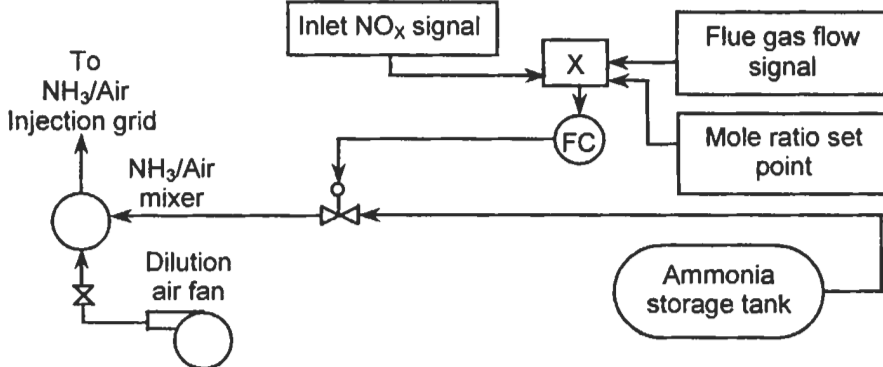 Inlet NOX signal
Flue gas flow
signal
X
To
NH3/Air
Injection grid
FC
Mole ratio set
point
NH3/Air
mixer
Dilution
air fan
Ammonia
storage tank